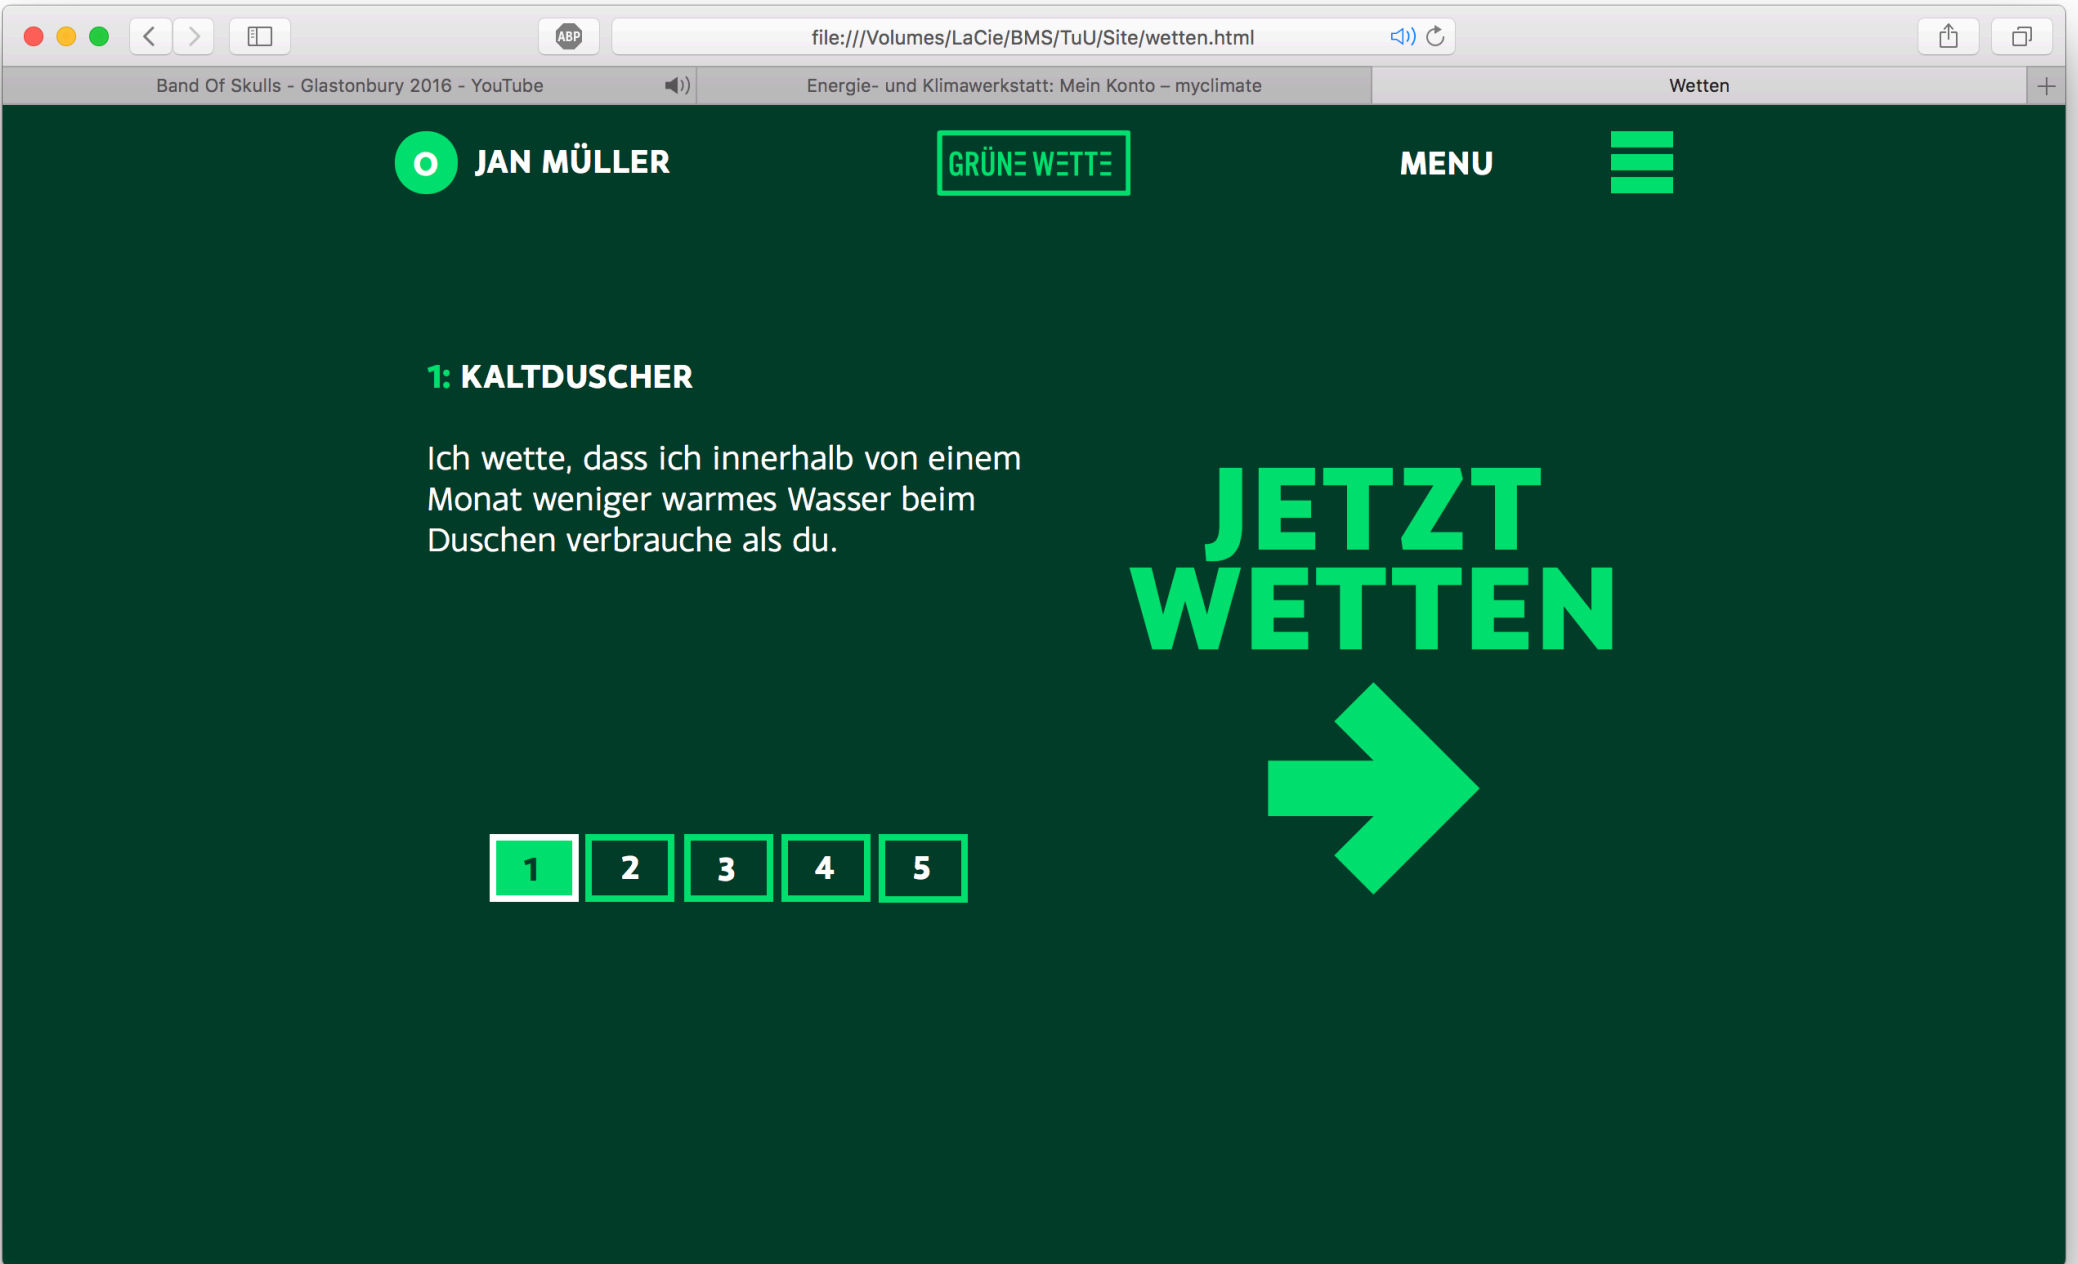 ABP
file:///Volumes/LaCie/BMS/TuU/Site/wetten.html
Band Of Skulls - Glastonbury 2016 - YouTube
Energie- und Klimawerkstatt: Mein Konto – myclimate
Wetten
O JAN MÜLLER
GRÜNE WETTE
MENU
1: KALTDUSCHER
Ich wette, dass ich innerhalb von einem
Monat weniger warmes Wasser beim
Duschen verbrauche als du.
JETZT
WETTEN
1 2 3 4 5